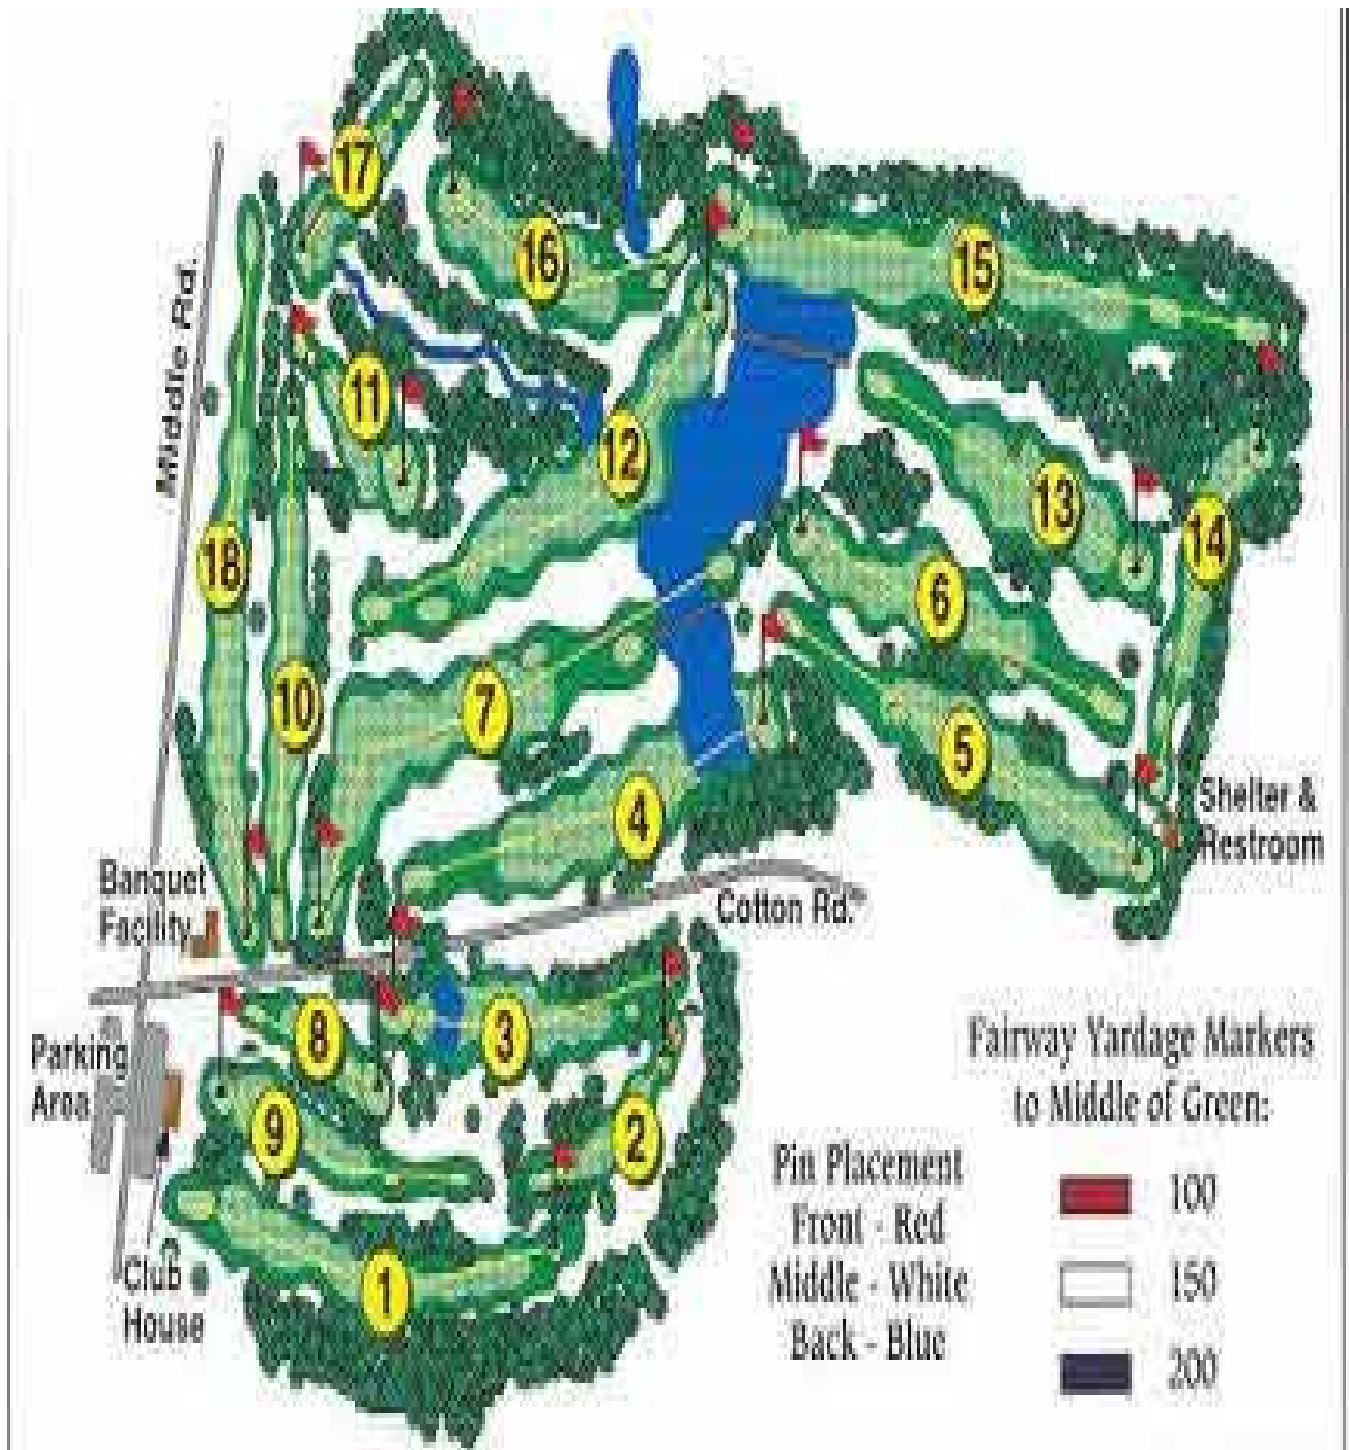 17
16
15
Middle Rd.
11
12
13
14
18
6
10
7
5
4
Shelter &
Restroom
Banquet
Facility
Cotton Rd.
8
3
Parking
Area
9
2
1
Club
House
Fairway Yardage Markers
to Middle of Green:
Pin Placement
Front - Red
Middle - White
Back - Blue
100
150
200